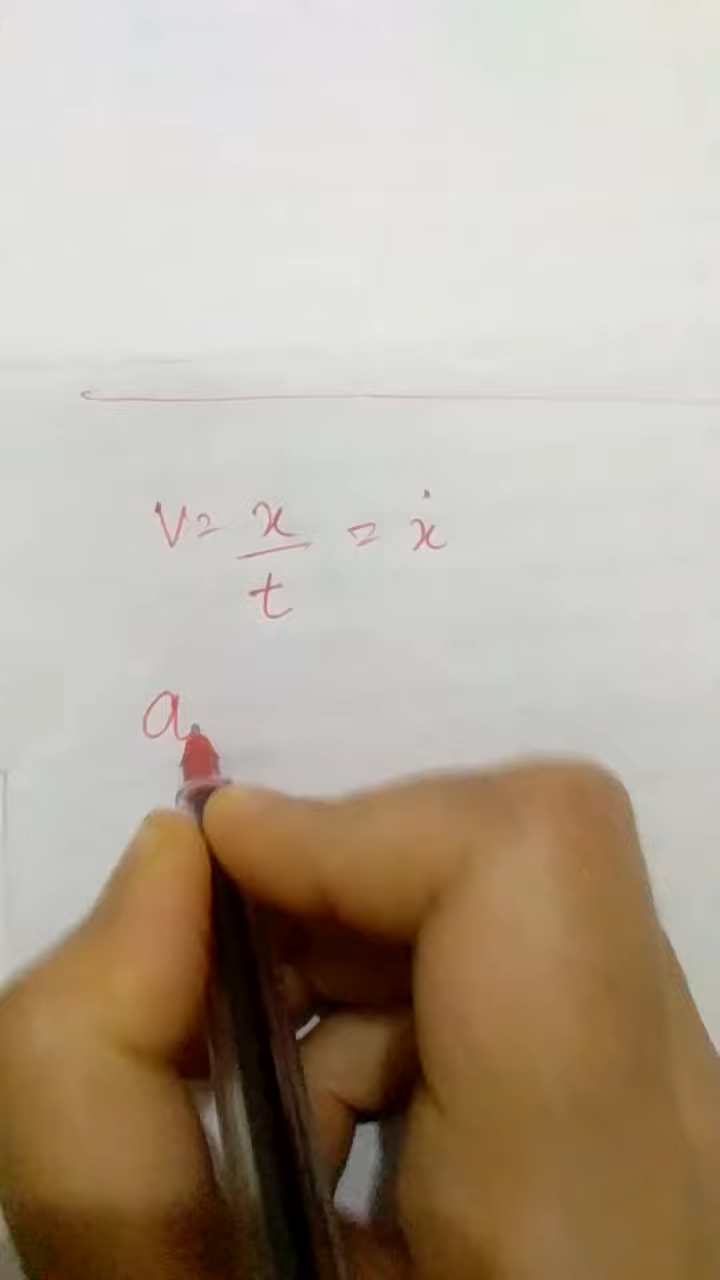 v = x/t = ẋ
a